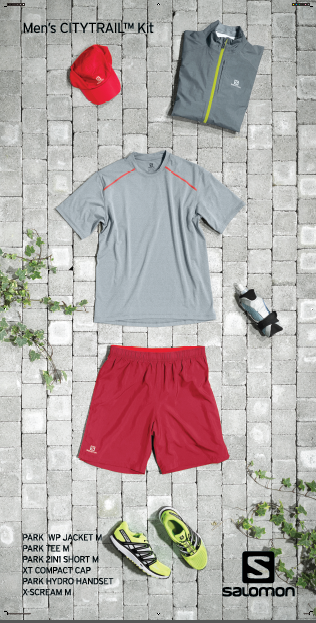 Men's CITYTRAIL™ Kit
PARK WP JACKET M
PARK TEE M
PARK 2IN1 SHORT M
XT COMPACT CAP
PARK HYDRO HANDSET
X-SCREAM M
SALOMON